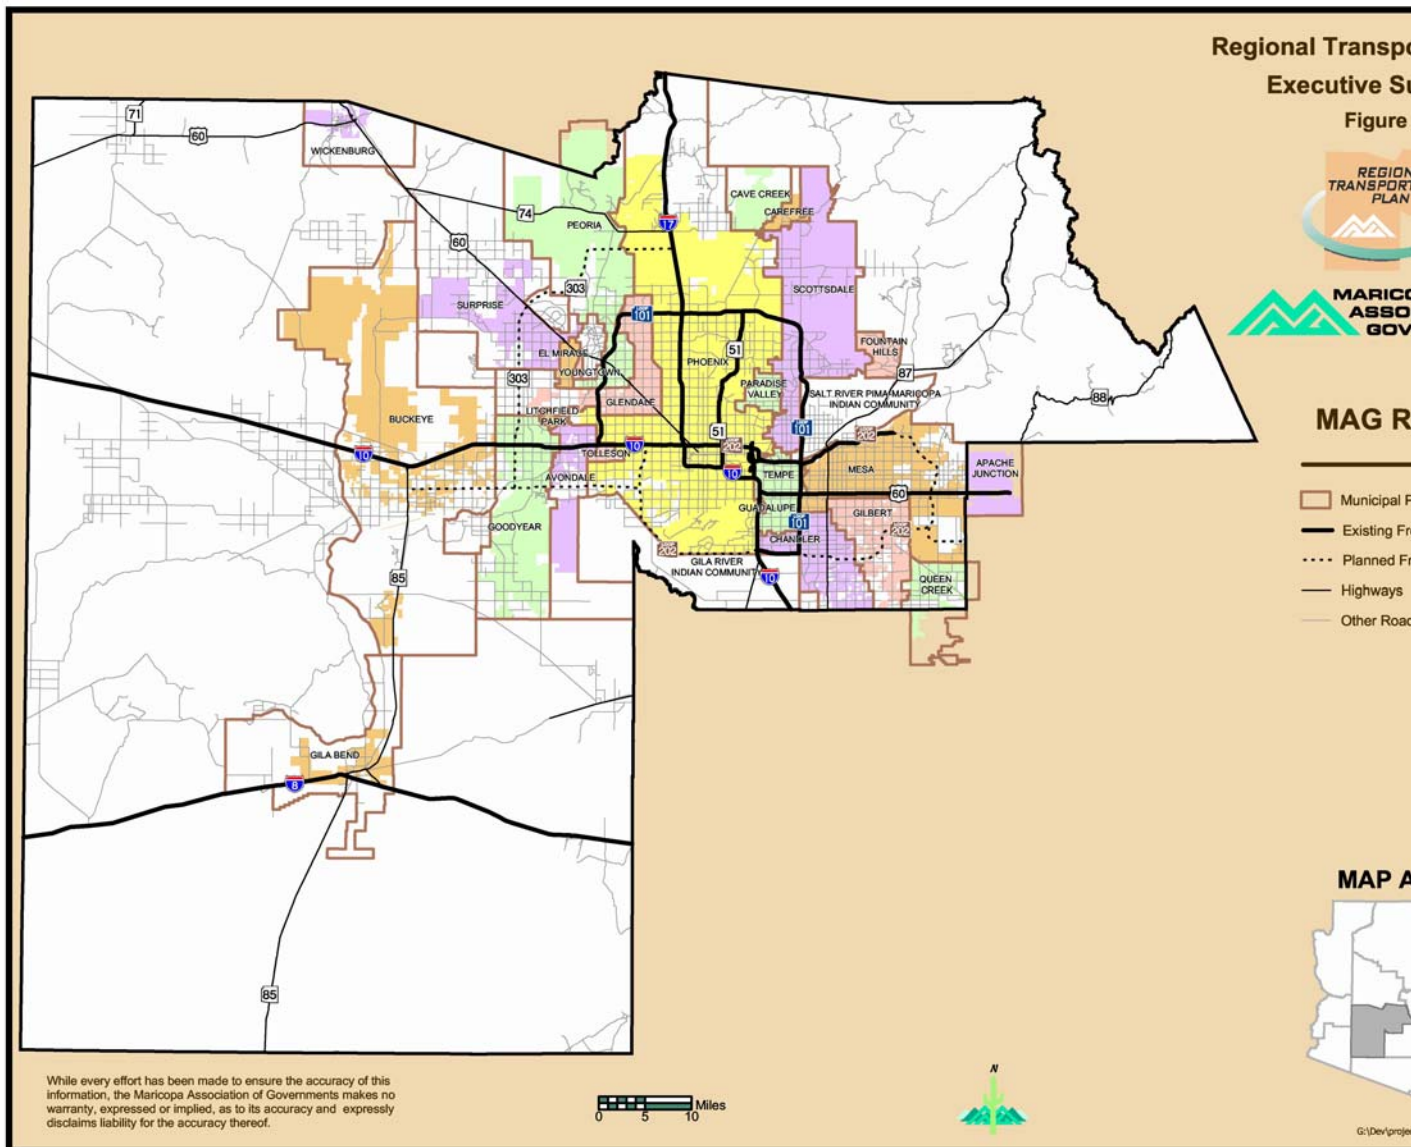 Regional Transpo
Executive Su
Figure
REGION
TRANSPORT
PLAN
MARICO
ASSO
GOV
MAG R
Municipal P
Existing Fre
Planned Fr
Highways
Other Road
MAP A
71
60
WICKENBURG
74
PEORIA
60
17
CAVE CREEK
CAREFREE
303
SURPRISE
SCOTTSDALE
101
EL MIRAGE
YOUNGTOWN
PHOENIX
51
FOUNTAIN
HILLS
303
PARADISE
VALLEY
87
88
SALT RIVER PIMA-MARICOPA
INDIAN COMMUNITY
GLENDALE
LITCHFIELD
PARK
BUCKEYE
51
101
202
202
10
10
TOLLESON
10
AVONDALE
TEMPE
MESA
APACHE
JUNCTION
60
GOODYEAR
GUADALUPE
GILBERT
101
202
CHANDLER
202
GILA RIVER
INDIAN COMMUNITY
10
QUEEN
CREEK
85
GILA BEND
8
85
While every effort has been made to ensure the accuracy of this
information, the Maricopa Association of Governments makes no
warranty, expressed or implied, as to its accuracy and expressly
disclaims liability for the accuracy thereof.
Miles
0 5 10
N
G:\Dev\proje